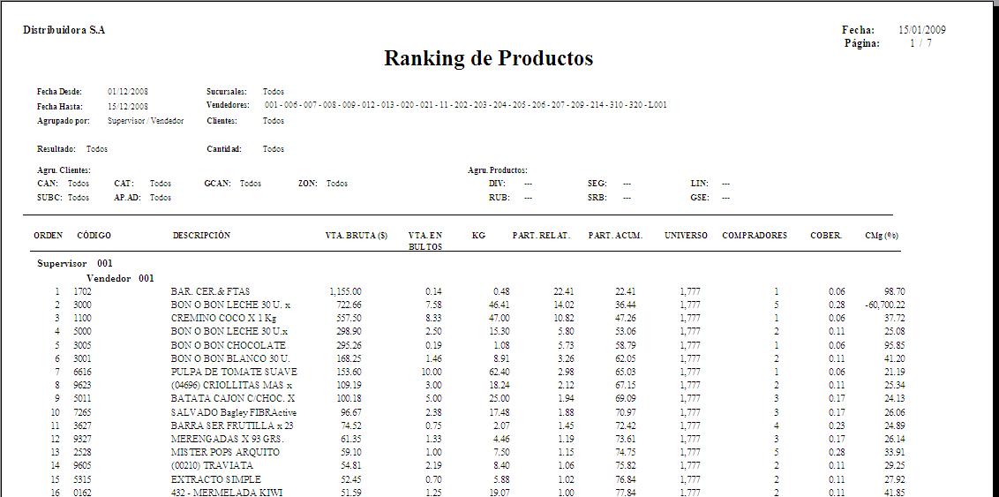 Distribuidora S.A Fecha: 15/01/2009
Página: 1 / 7
Ranking de Productos
Fecha Desde: 01/12/2008 Sucursales: Todos
Fecha Hasta: 15/12/2008 Vendedores: 001 - 006 - 007 - 008 - 009 - 012 - 013 - 020 - 021 - 11 - 202 - 203 - 204 - 205 - 206 - 207 - 209 - 214 - 310 - 320 - L001
Agrupado por: Supervisor / Vendedor Clientes: Todos
Resultado: Todos Cantidad: Todos
Agru. Clientes: Agru. Productos:
CAN: Todos CAT: Todos GCAN: Todos ZON: Todos DIV: --- SEG: --- LIN: ---
SUBC: Todos AP.AD: Todos RUB: --- SRB: --- GSE: ---
ORDEN CÓDIGO DESCRIPCIÓN VTA. BRUTA ($) VTA. EN KG PART. RELAT. PART. ACUM. UNIVERSO COMPRADORES COBER. CMg (%)
BULTOS
Supervisor 001
Vendedor 001
1 1702 BAR. CER.& FTAS 1,155.00 0.14 0.48 22.41 22.41 1,777 1 0.06 98.70
2 3000 BON O BON LECHE 30 U. x 722.66 7.58 46.41 14.02 36.44 1,777 5 0.28 -60,700.22
3 1100 CREMINO COCO X 1 Kg 557.50 8.33 47.00 10.82 47.26 1,777 1 0.06 37.72
4 5000 BON O BON LECHE 30 U.x 298.90 2.50 15.30 5.80 53.06 1,777 2 0.11 25.08
5 3005 BON O BON CHOCOLATE 295.26 0.19 1.08 5.73 58.79 1,777 1 0.06 95.85
6 3001 BON O BON BLANCO 30 U. 168.25 1.46 8.91 3.26 62.05 1,777 2 0.11 41.20
7 6616 PULPA DE TOMATE SUAVE 153.60 10.00 62.40 2.98 65.03 1,777 1 0.06 21.19
8 9623 (04696) CRIOLLITAS MAS x 109.19 3.00 18.24 2.12 67.15 1,777 2 0.11 25.34
9 5011 BATATA CAJON C/CHOC. X 100.18 5.00 25.00 1.94 69.09 1,777 3 0.17 24.13
10 7265 SALVADO Bagley FIBRActive 96.67 2.38 17.48 1.88 70.97 1,777 3 0.17 26.06
11 3627 BARRA SER FRUTILLA x 23 74.52 0.75 2.07 1.45 72.42 1,777 4 0.23 24.89
12 9327 MERENGADAS X 93 GRS. 61.35 1.33 4.46 1.19 73.61 1,777 3 0.17 26.14
13 2528 MISTER POPS ARQUITO 59.10 1.00 7.50 1.15 74.75 1,777 5 0.28 33.91
14 9605 (00210) TRAVIATA 54.81 2.19 8.40 1.06 75.82 1,777 2 0.11 29.25
15 5315 EXTRACTO SIMPLE 52.45 0.70 5.88 1.02 76.84 1,777 2 0.11 27.92
16 0162 432 - MERMELADA KIWI 51.59 1.25 19.07 1.00 77.84 1,777 2 0.11 41.85